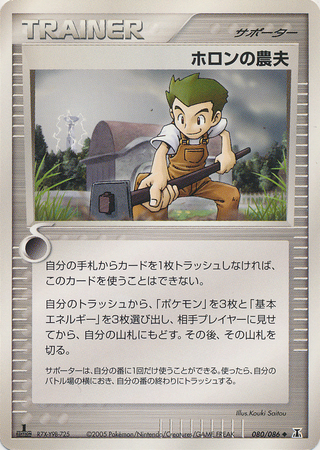 TRAINER
サポーター
ホロンの農夫
自分の手札からカードを1枚トラッシュしなければ、
このカードを使うことはできない。
自分のトラッシュから、「ポケモン」を3枚と「基本
エネルギー」を3枚選び出し、相手プレイヤーに見せ
てから、自分の山札にもどす。その後、その山札を
切る。
サポーターは、自分の番に1回だけ使うことができる。使ったら、自分の
バトル場の横におき、自分の番の終わりにトラッシュする。
Illus.Kouki Saitou
1
EDITION
©2005 Pokémon/Nintendo/Creatures/GAMEFREAK
080/086